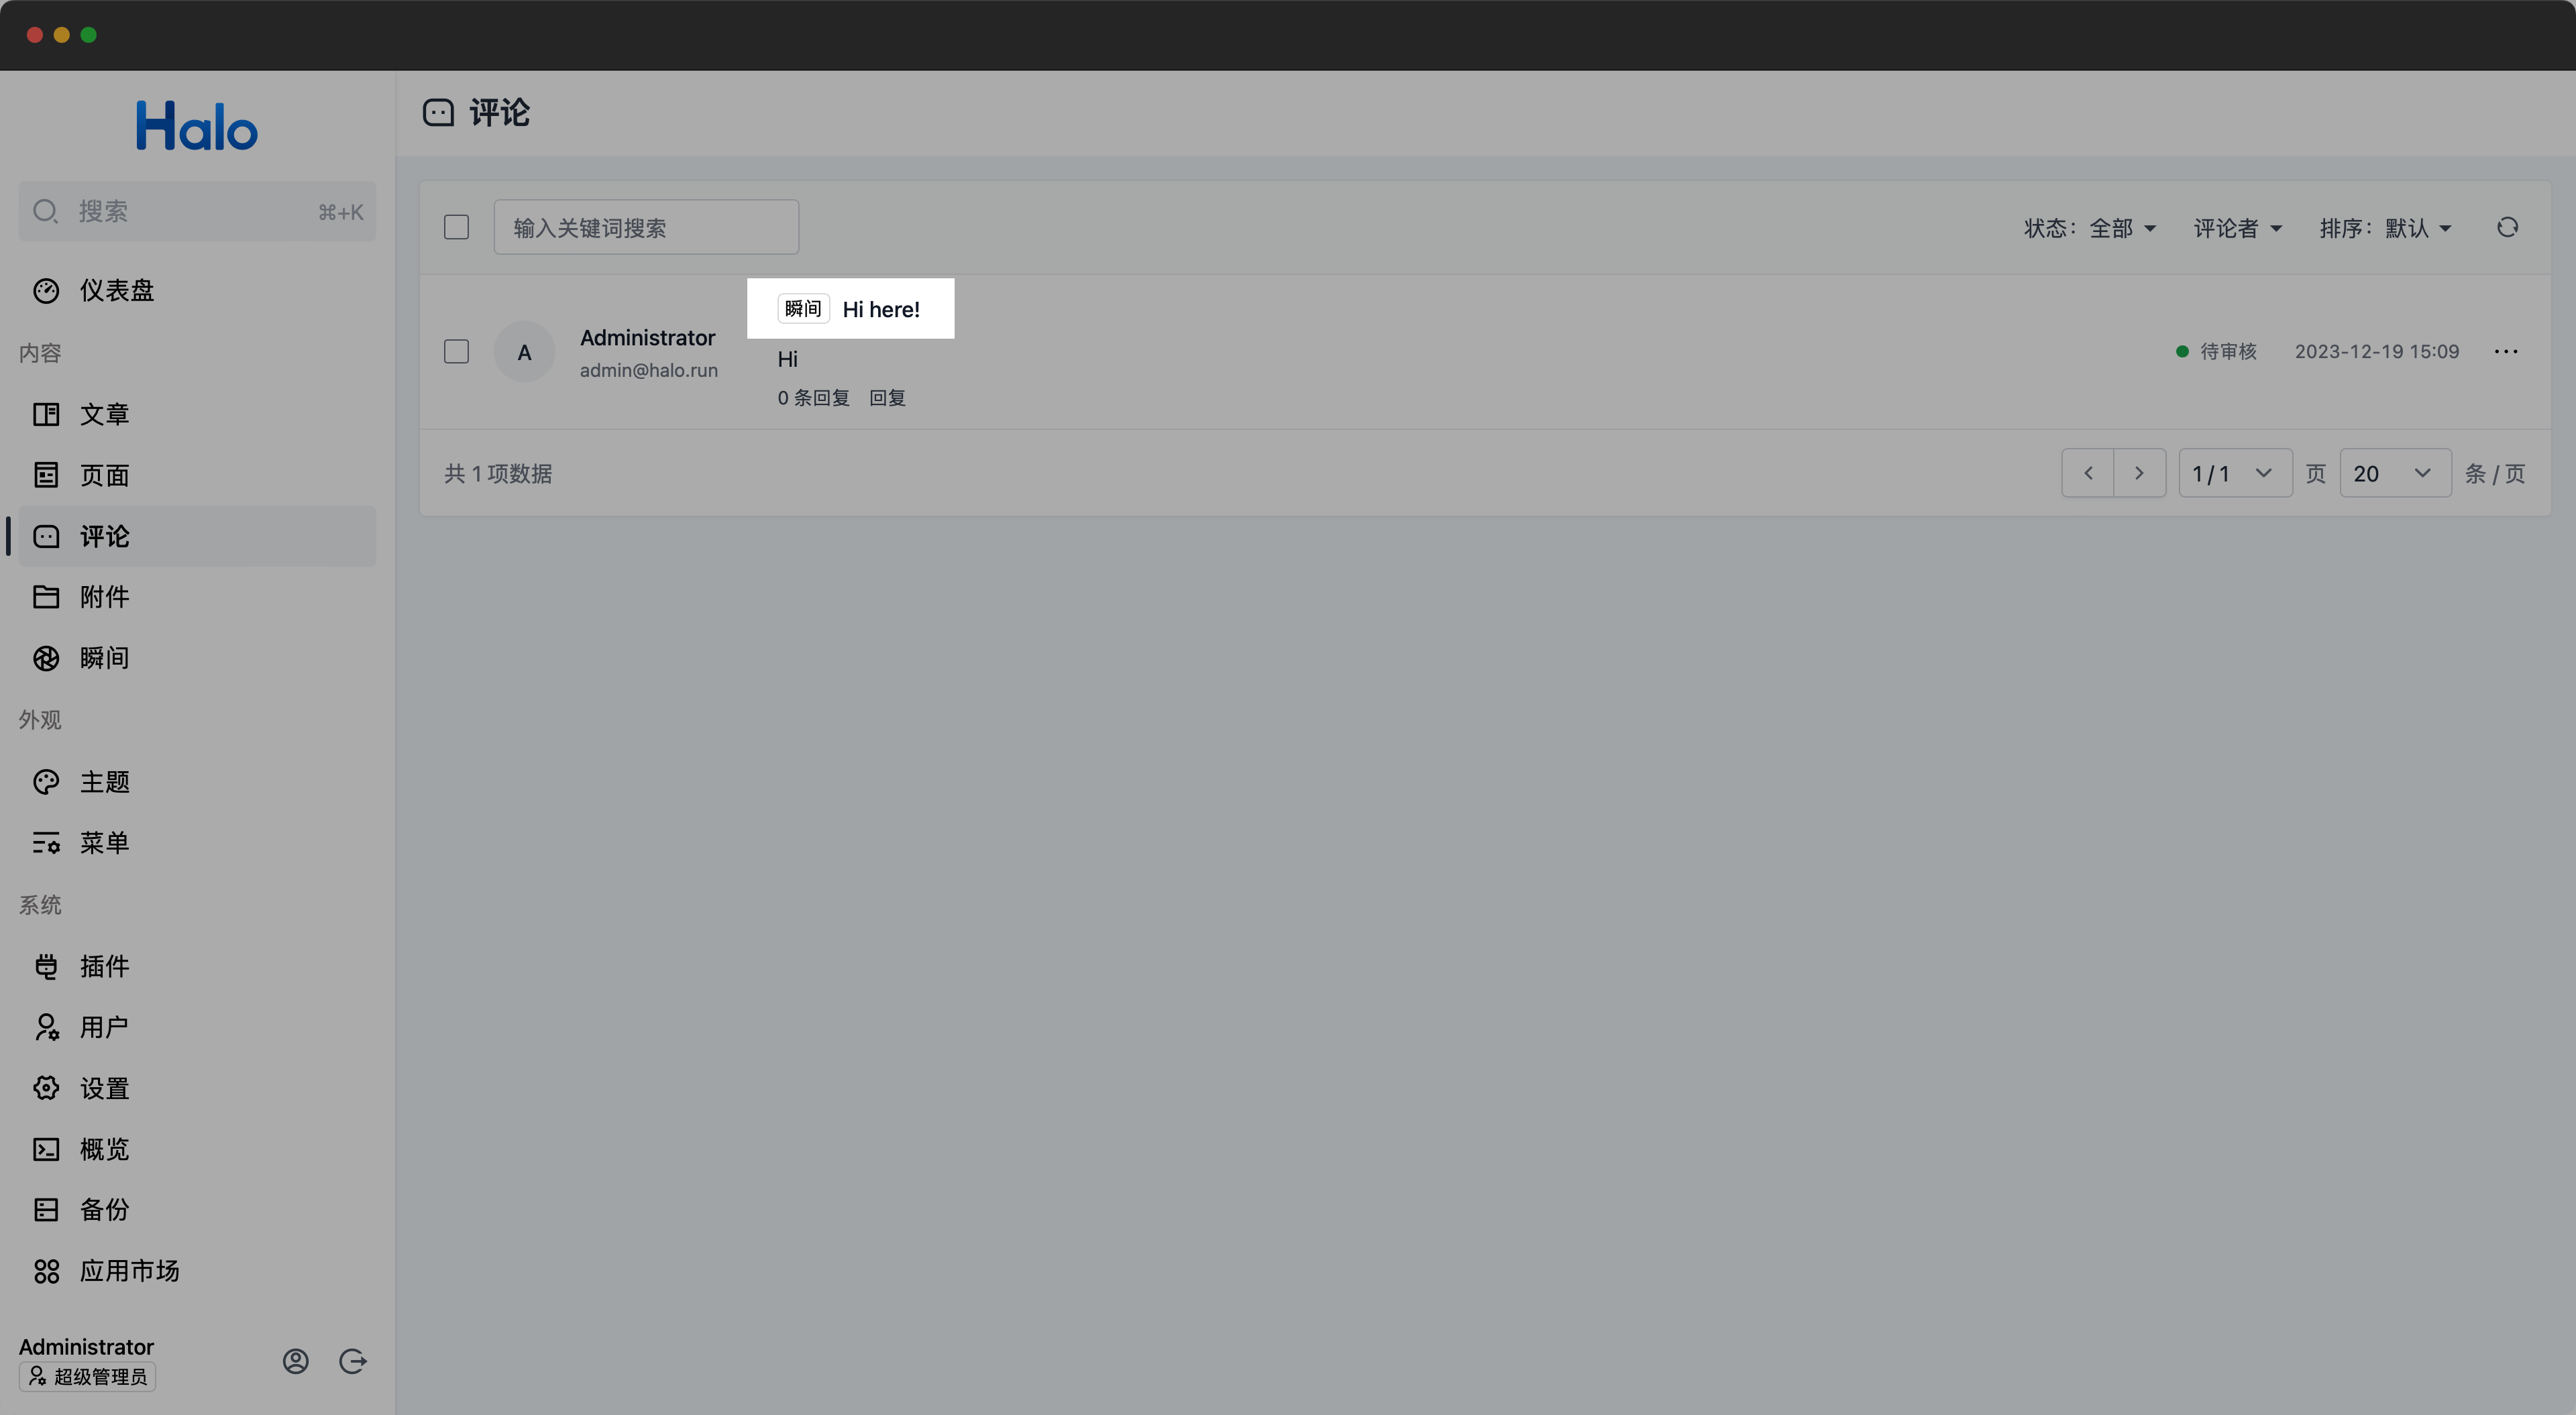 Halo
搜索 ⌘+K
仪表盘
内容
文章
页面
评论
附件
瞬间
外观
主题
菜单
系统
插件
用户
设置
概览
备份
应用市场
Administrator
超级管理员
评论
输入关键词搜索 状态：全部 评论者 排序：默认
瞬间 Hi here!
A Administrator
admin@halo.run
Hi
0 条回复 回复
待审核 2023-12-19 15:09
共 1 项数据 1 / 1 页 20 条 / 页